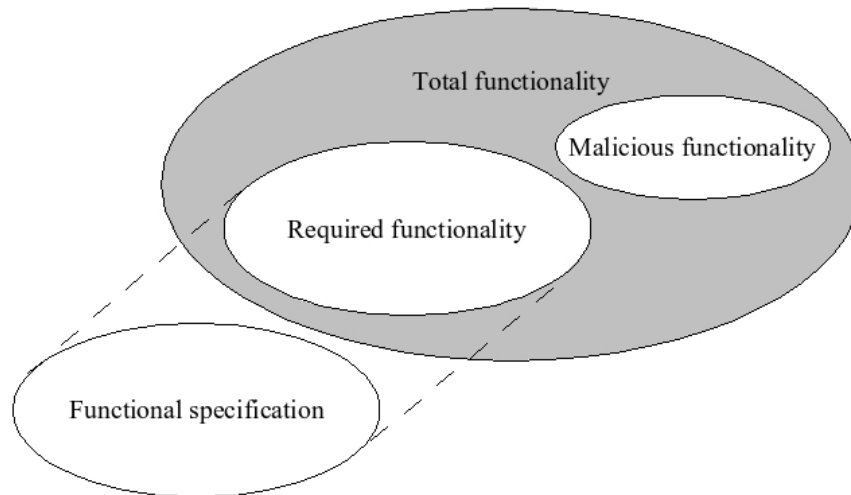 Total functionality
Malicious functionality
Required functionality
Functional specification